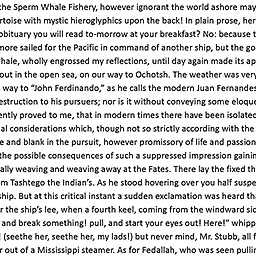 the Sperm Whale Fishery, however ignorant the world ashore may
ortoise with mystic hieroglyphics upon the back! In plain prose, her
obituary you will read to-morrow at your breakfast? No: because t
more sailed for the Pacific in command of another ship, but the go
hale, wholly engrossed my reflections, until day again made its ap
out in the open sea, on our way to Ochotsh. The weather was very
way to “John Ferdinando,” as he calls the modern Juan Fernandes
estruction to his pursuers; nor is it without conveying some eloque
ently proved to me, that in modern times there have been isolated
al considerations which, though not so strictly according with the
e and blank in the pursuit, however promissory of life and passion
the possible consequences of such a suppressed impression gainin
ally weaving and weaving away at the Fates. There lay the fixed th
om Tashtego the Indian’s. As he stood hovering over you half suspe
ship. But at this critical instant a sudden exclamation was heard tha
r the ship’s lee, when a fourth keel, coming from the windward sid
and break something! pull, and start your eyes out! Here!” whipp
! (seethe her, seethe her, my lads!) but never mind, Mr. Stubb, all f
r out of a Mississippi steamer. As for Fedallah, who was seen pullin